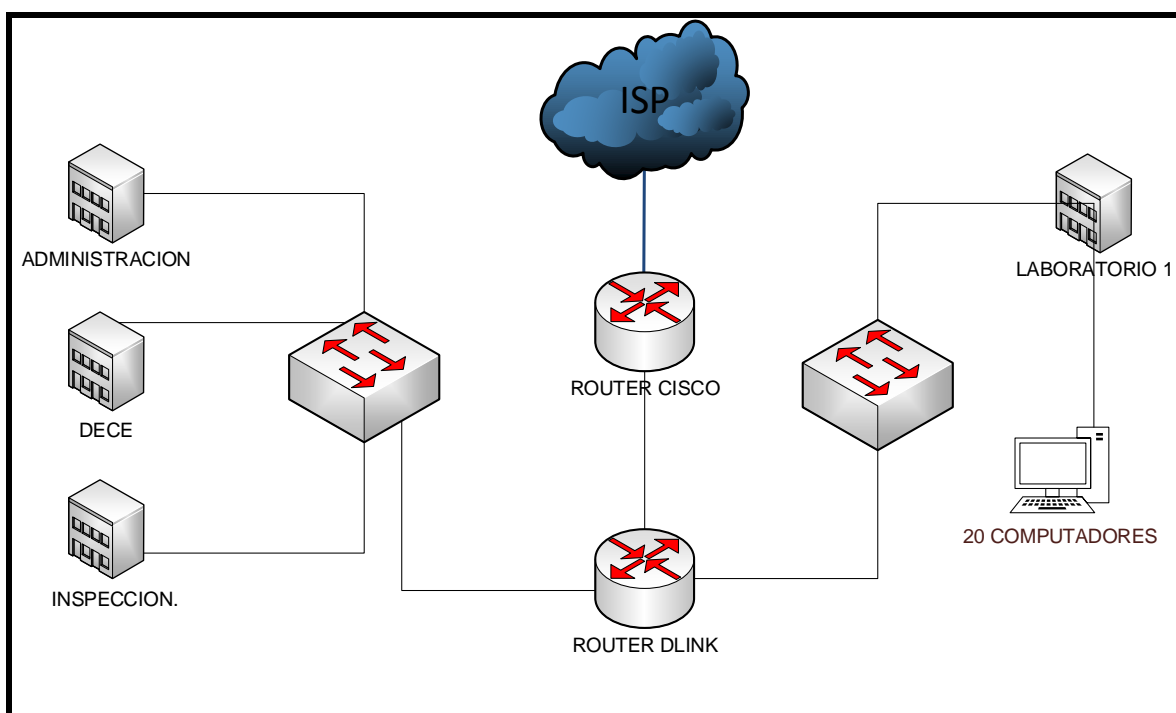 ISP
ADMINISTRACION
LABORATORIO 1
ROUTER CISCO
DECE
20 COMPUTADORES
INSPECCION.
ROUTER DLINK